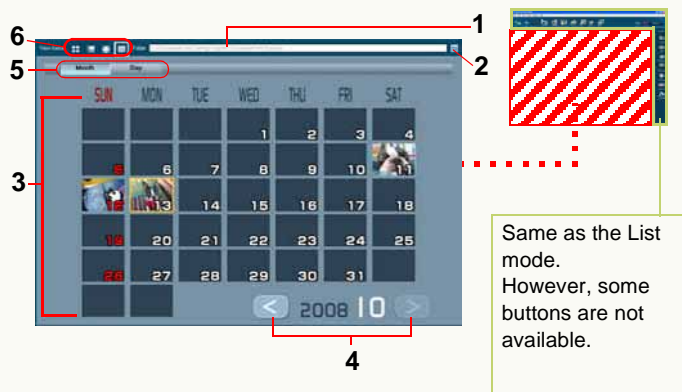 6
1
2
5
Month Day
3
SUN MON TUE WED THU FRI SAT
1 2 3 4
5 6 7 8 9 10 11
12 13 14 15 16 17 18
19 20 21 22 23 24 25
26 27 28 29 30 31
< 2008 10 >
4
Same as the List
mode.
However, some
buttons are not
available.